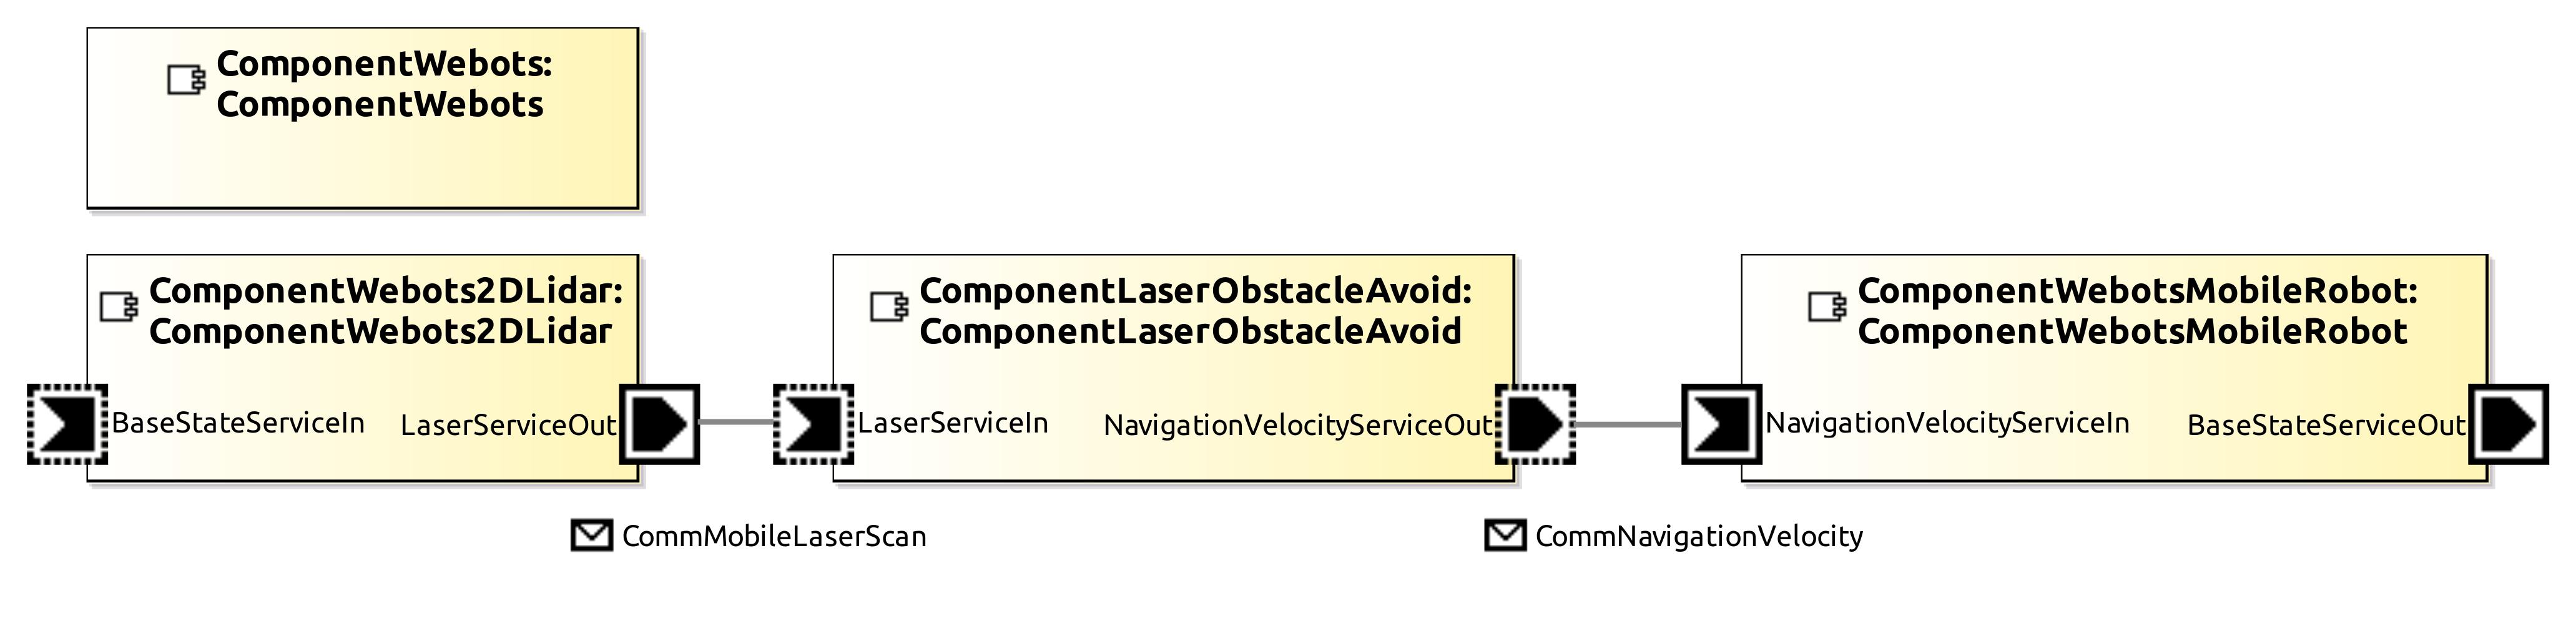 ComponentWebots:
ComponentWebots
ComponentWebots2DLidar:
ComponentWebots2DLidar
BaseStateServiceIn
LaserServiceOut
ComponentLaserObstacleAvoid:
ComponentLaserObstacleAvoid
LaserServiceIn
NavigationVelocityServiceOut
ComponentWebotsMobileRobot:
ComponentWebotsMobileRobot
NavigationVelocityServiceIn
BaseStateServiceOut
CommMobileLaserScan
CommNavigationVelocity